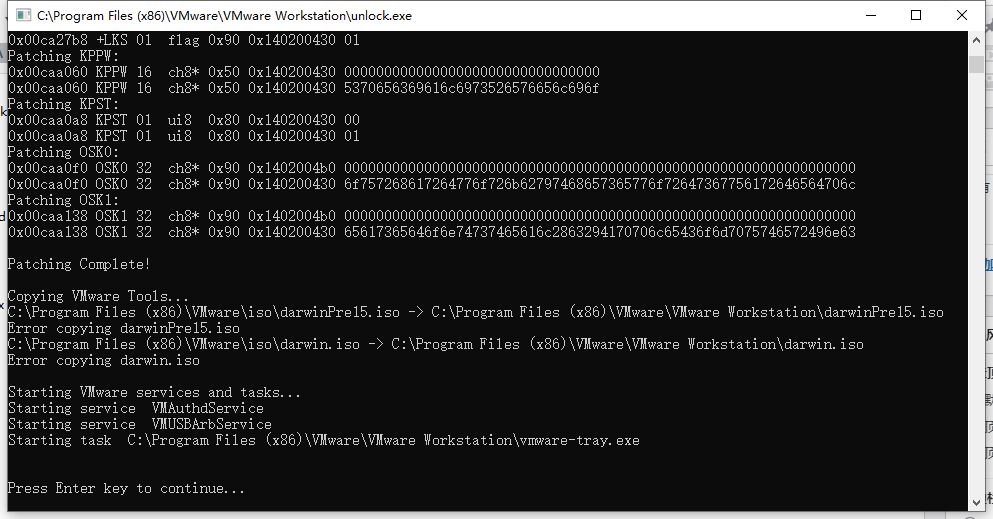 C:\Program Files (x86)\VMware\VMware Workstation\unlock.exe
0x00ca27b8 +LKS 01 flag 0x90 0x140200430 01
Patching KPPW:
0x00caa060 KPPW 16 ch8* 0x50 0x140200430 00000000000000000000000000000000
0x00caa060 KPPW 16 ch8* 0x50 0x140200430 5370656369616c6973526576656c696f
Patching KPST:
0x00caa0a8 KPST 01 ui8 0x80 0x140200430 00
0x00caa0a8 KPST 01 ui8 0x80 0x140200430 01
Patching OSK0:
0x00caa0f0 OSK0 32 ch8* 0x90 0x1402004b0 0000000000000000000000000000000000000000000000000000000000000000
0x00caa0f0 OSK0 32 ch8* 0x90 0x140200430 6f757268617264776f726b62797468657365776f72647367756172646564706c
Patching OSK1:
0x00caa138 OSK1 32 ch8* 0x90 0x1402004b0 0000000000000000000000000000000000000000000000000000000000000000
0x00caa138 OSK1 32 ch8* 0x90 0x140200430 65617365646f6e74737465616c2863294170706c65436f6d7075746572496e63
Patching Complete!
Copying VMware Tools...
C:\Program Files (x86)\VMware\iso\darwinPre15.iso -> C:\Program Files (x86)\VMware\VMware Workstation\darwinPre15.iso
Error copying darwinPre15.iso
C:\Program Files (x86)\VMware\iso\darwin.iso -> C:\Program Files (x86)\VMware\VMware Workstation\darwin.iso
Error copying darwin.iso
Starting VMware services and tasks...
Starting service VMAuthdService
Starting service VMUSBArbService
Starting task C:\Program Files (x86)\VMware\VMware Workstation\vmware-tray.exe
Press Enter key to continue...